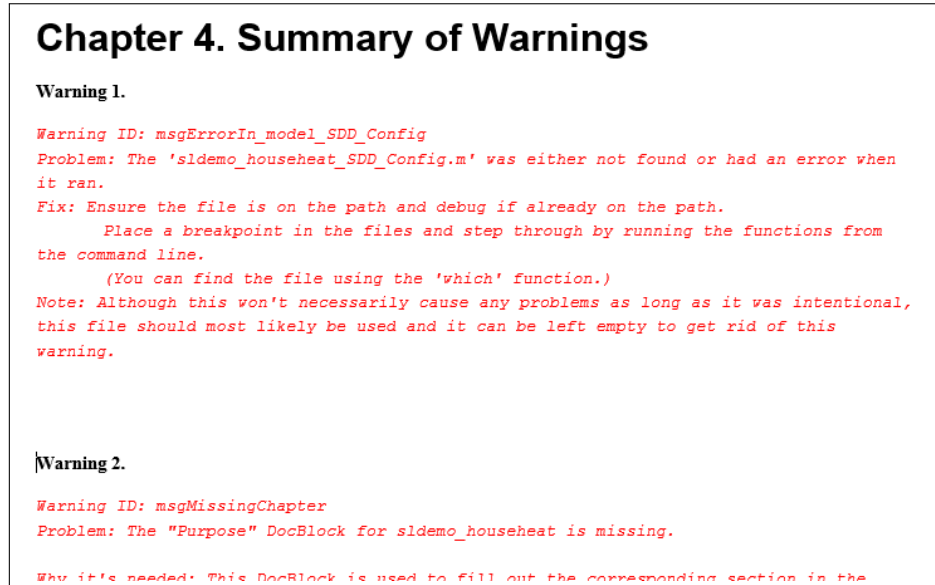 Chapter 4. Summary of Warnings
Warning 1.
Warning ID: msgErrorIn_model_SDD_Config
Problem: The 'sldemo_househeat_SDD_Config.m' was either not found or had an error when
it ran.
Fix: Ensure the file is on the path and debug if already on the path.
Place a breakpoint in the files and step through by running the functions from
the command line.
(You can find the file using the 'which' function.)
Note: Although this won't necessarily cause any problems as long as it was intentional,
this file should most likely be used and it can be left empty to get rid of this
warning.
Warning 2.
Warning ID: msgMissingChapter
Problem: The "Purpose" DocBlock for sldemo_househeat is missing.
Why it's needed: This DocBlock is used to fill out the corresponding section in the